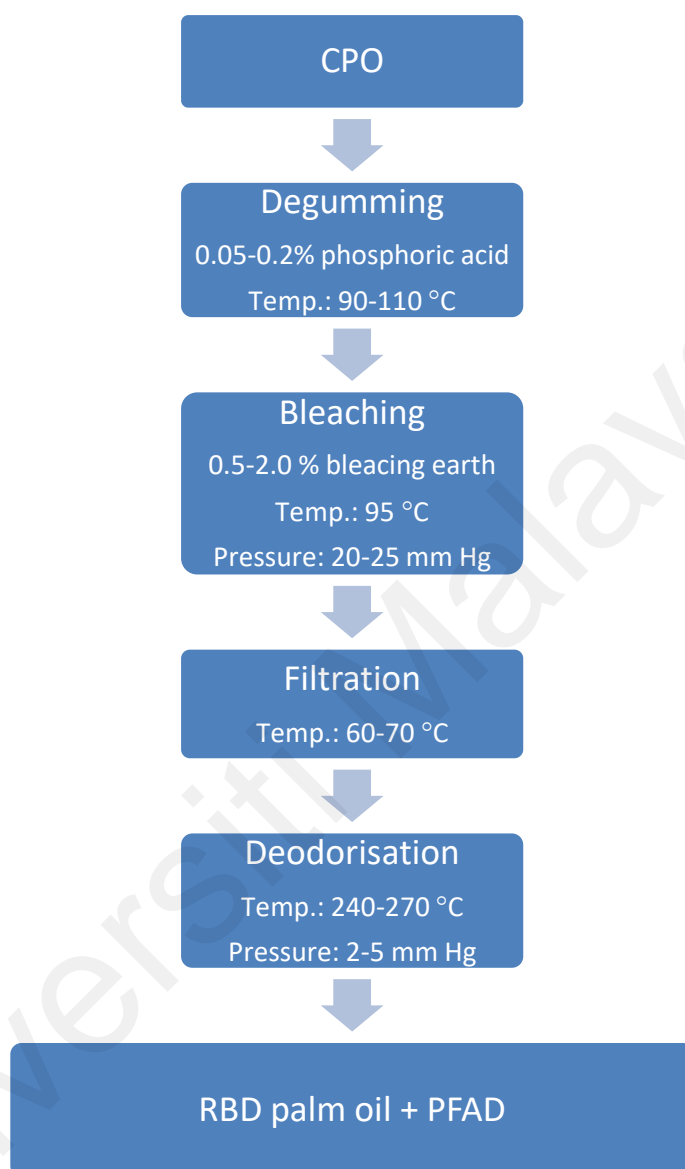 CPO
Degumming
0.05-0.2% phosphoric acid
Temp.: 90-110 °C
Bleaching
0.5-2.0 % bleacing earth
Temp.: 95 °C
Pressure: 20-25 mm Hg
Filtration
Temp.: 60-70 °C
Deodorisation
Temp.: 240-270 °C
Pressure: 2-5 mm Hg
RBD palm oil + PFAD
versiti Malay